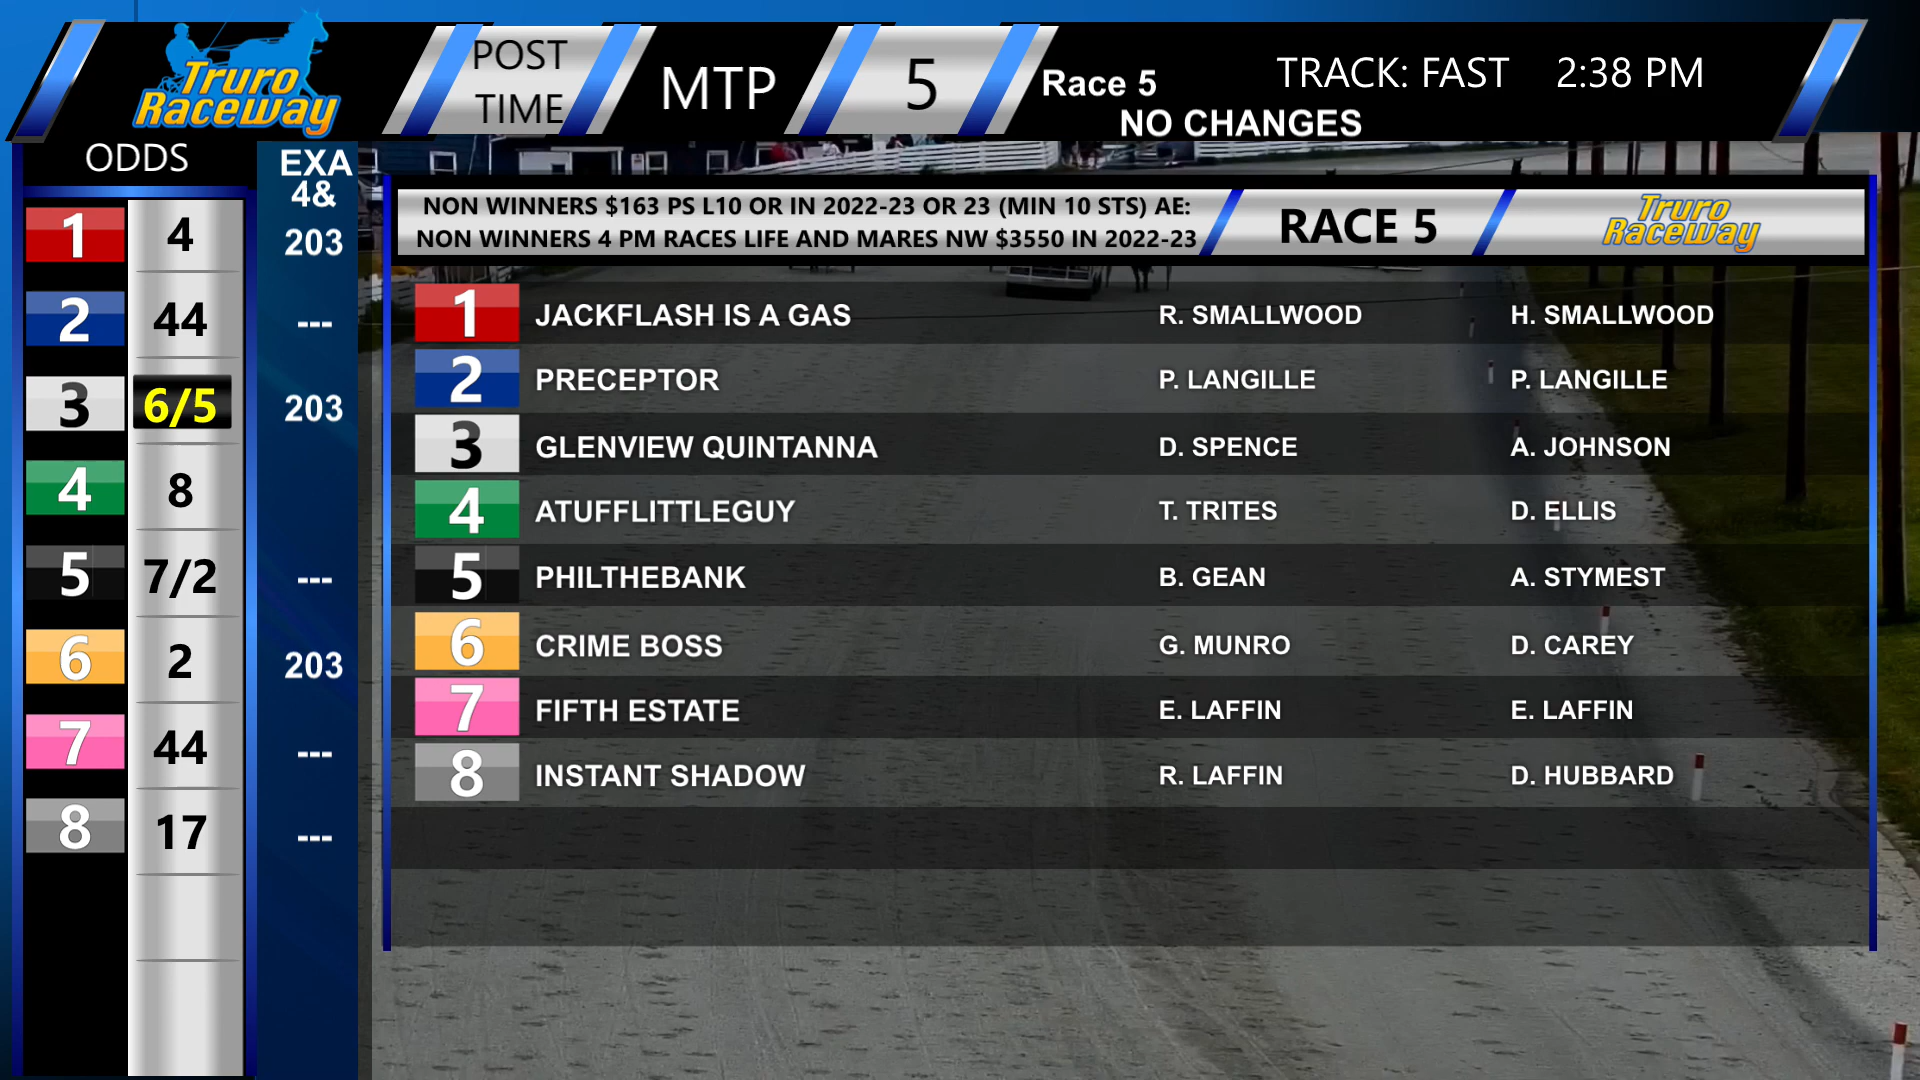 Truro
Raceway
POST
TIME
MTP
5
Race 5
TRACK: FAST
2:38 PM
NO CHANGES
ODDS
EXA
4&
1 4 203
2 44 ---
3 6/5 203
4 8
5 7/2 ---
6 2 203
7 44 ---
8 17 ---
NON WINNERS $163 PS L10 OR IN 2022-23 OR 23 (MIN 10 STS) AE:
NON WINNERS 4 PM RACES LIFE AND MARES NW $3550 IN 2022-23
RACE 5
Truro
Raceway
1 JACKFLASH IS A GAS R. SMALLWOOD H. SMALLWOOD
2 PRECEPTOR P. LANGILLE P. LANGILLE
3 GLENVIEW QUINTANNA D. SPENCE A. JOHNSON
4 ATUFFLITTLEGUY T. TRITES D. ELLIS
5 PHILTHEBANK B. GEAN A. STYMEST
6 CRIME BOSS G. MUNRO D. CAREY
7 FIFTH ESTATE E. LAFFIN E. LAFFIN
8 INSTANT SHADOW R. LAFFIN D. HUBBARD